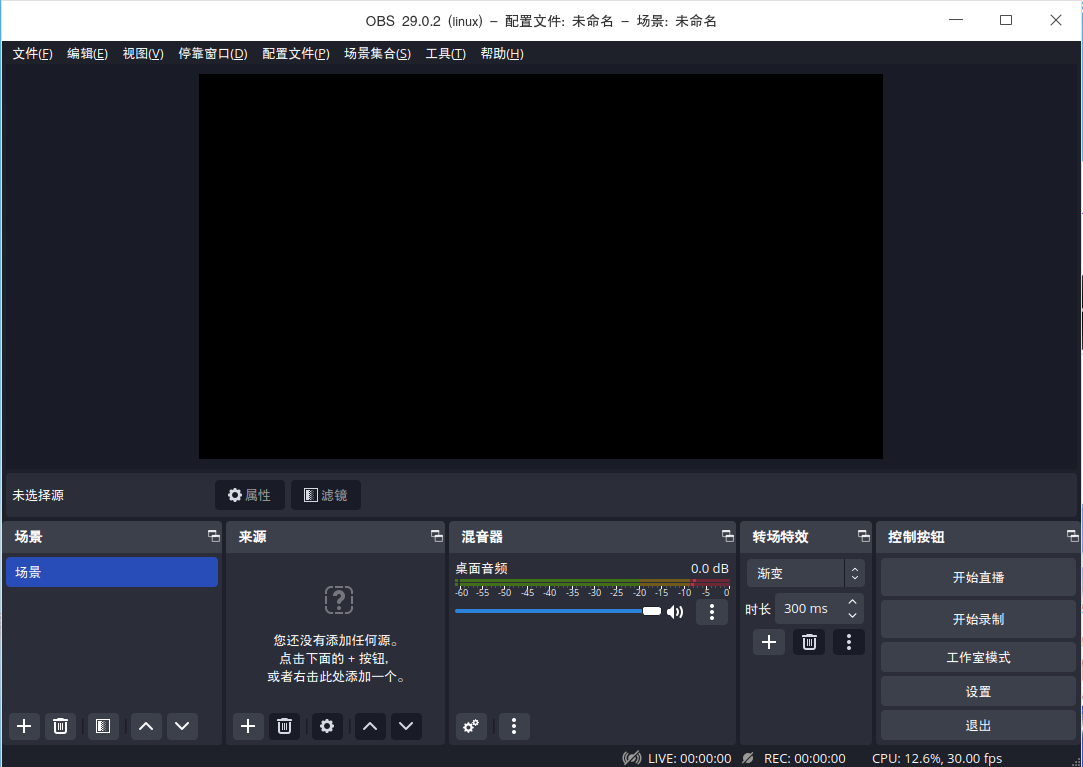 OBS 29.0.2 (linux) - 配置文件: 未命名 - 场景: 未命名
文件(F) 编辑(E) 视图(V) 停靠窗口(D) 配置文件(P) 场景集合(S) 工具(T) 帮助(H)
未选择源 属性 滤镜
场景 来源 混音器 转场特效 控制按钮
场景
桌面音频 0.0 dB
-60 -55 -50 -45 -40 -35 -30 -25 -20 -15 -10 -5 0
您还没有添加任何源。
点击下面的 + 按钮,
或者右击此处添加一个。
渐变
时长 300 ms
开始直播
开始录制
工作室模式
设置
退出
LIVE: 00:00:00 REC: 00:00:00 CPU: 12.6%, 30.00 fps